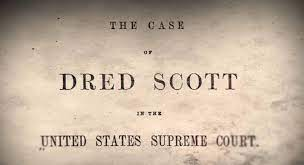 THE CASE
OF
DRED SCOTT
IN THE
UNITED STATES SUPREME COURT.